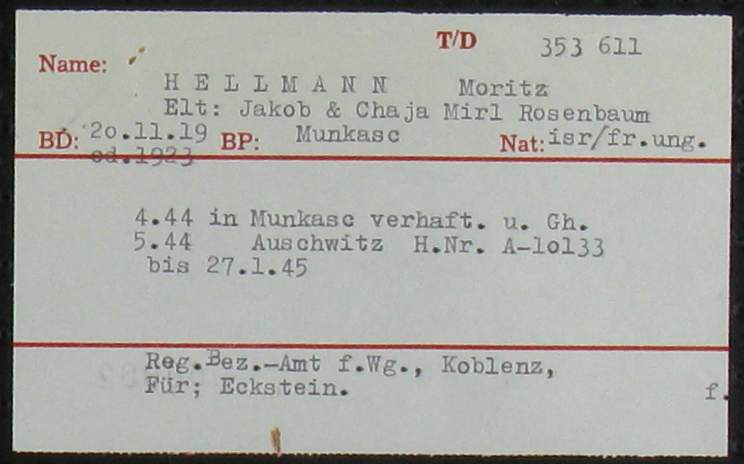 T/D 353 611
Name:
H E L L M A N N Moritz
Elt: Jakob & Chaja Mirl Rosenbaum
BD: 20.11.19 BP: Munkasc Nat: isr/fr.ung.
od.1923
4.44 in Munkasc verhaft. u. Gh.
5.44 Auschwitz H.Nr. A-lol33
bis 27.1.45
Reg.Bez.-Amt f.Wg., Koblenz,
Für; Eckstein. f.